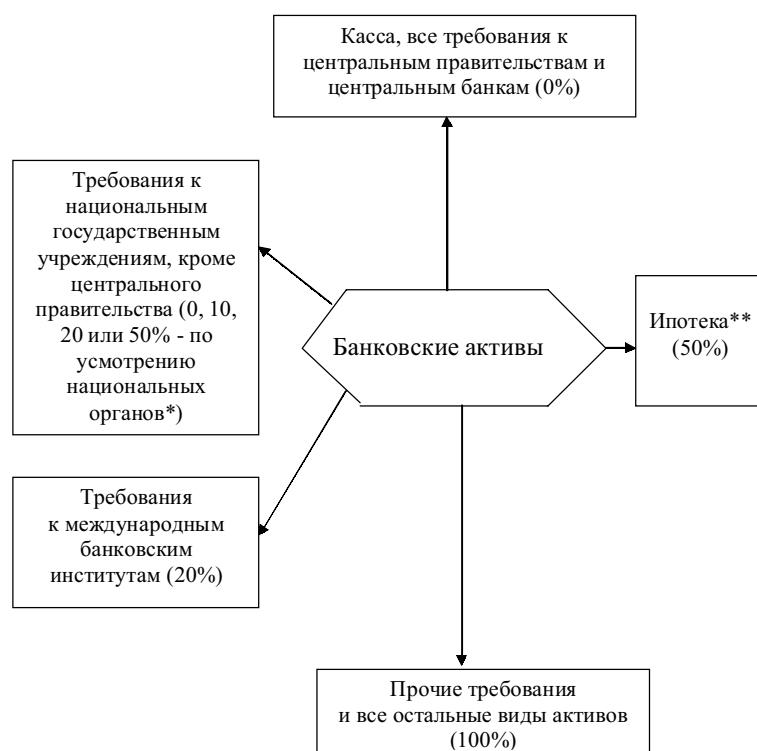 Касса, все требования к
центральным правительствам и
центральным банкам (0%)
Требования к
национальным
государственным
учреждениям, кроме
центрального
правительства (0, 10,
20 или 50% - по
усмотрению
национальных
органов*)
Банковские активы
Ипотека**
(50%)
Требования
к международным
банковским
институтам (20%)
Прочие требования
и все остальные виды активов
(100%)